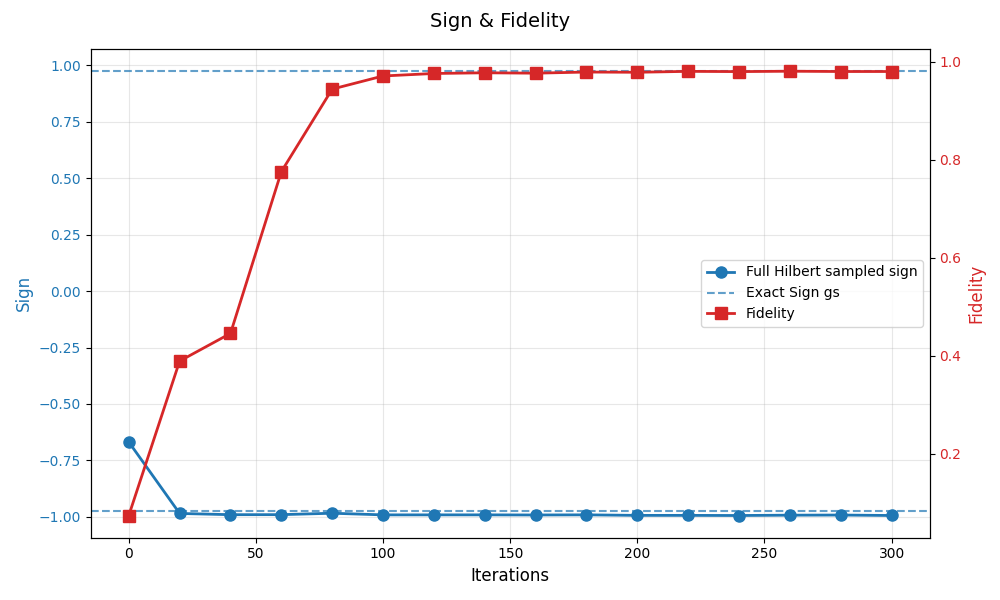 Sign & Fidelity
1.00
0.75
0.50
0.25
0.00
−0.25
−0.50
−0.75
−1.00
Sign
1.0
0.8
0.6
0.4
0.2
Fidelity
Full Hilbert sampled sign
Exact Sign gs
Fidelity
0 50 100 150 200 250 300
Iterations